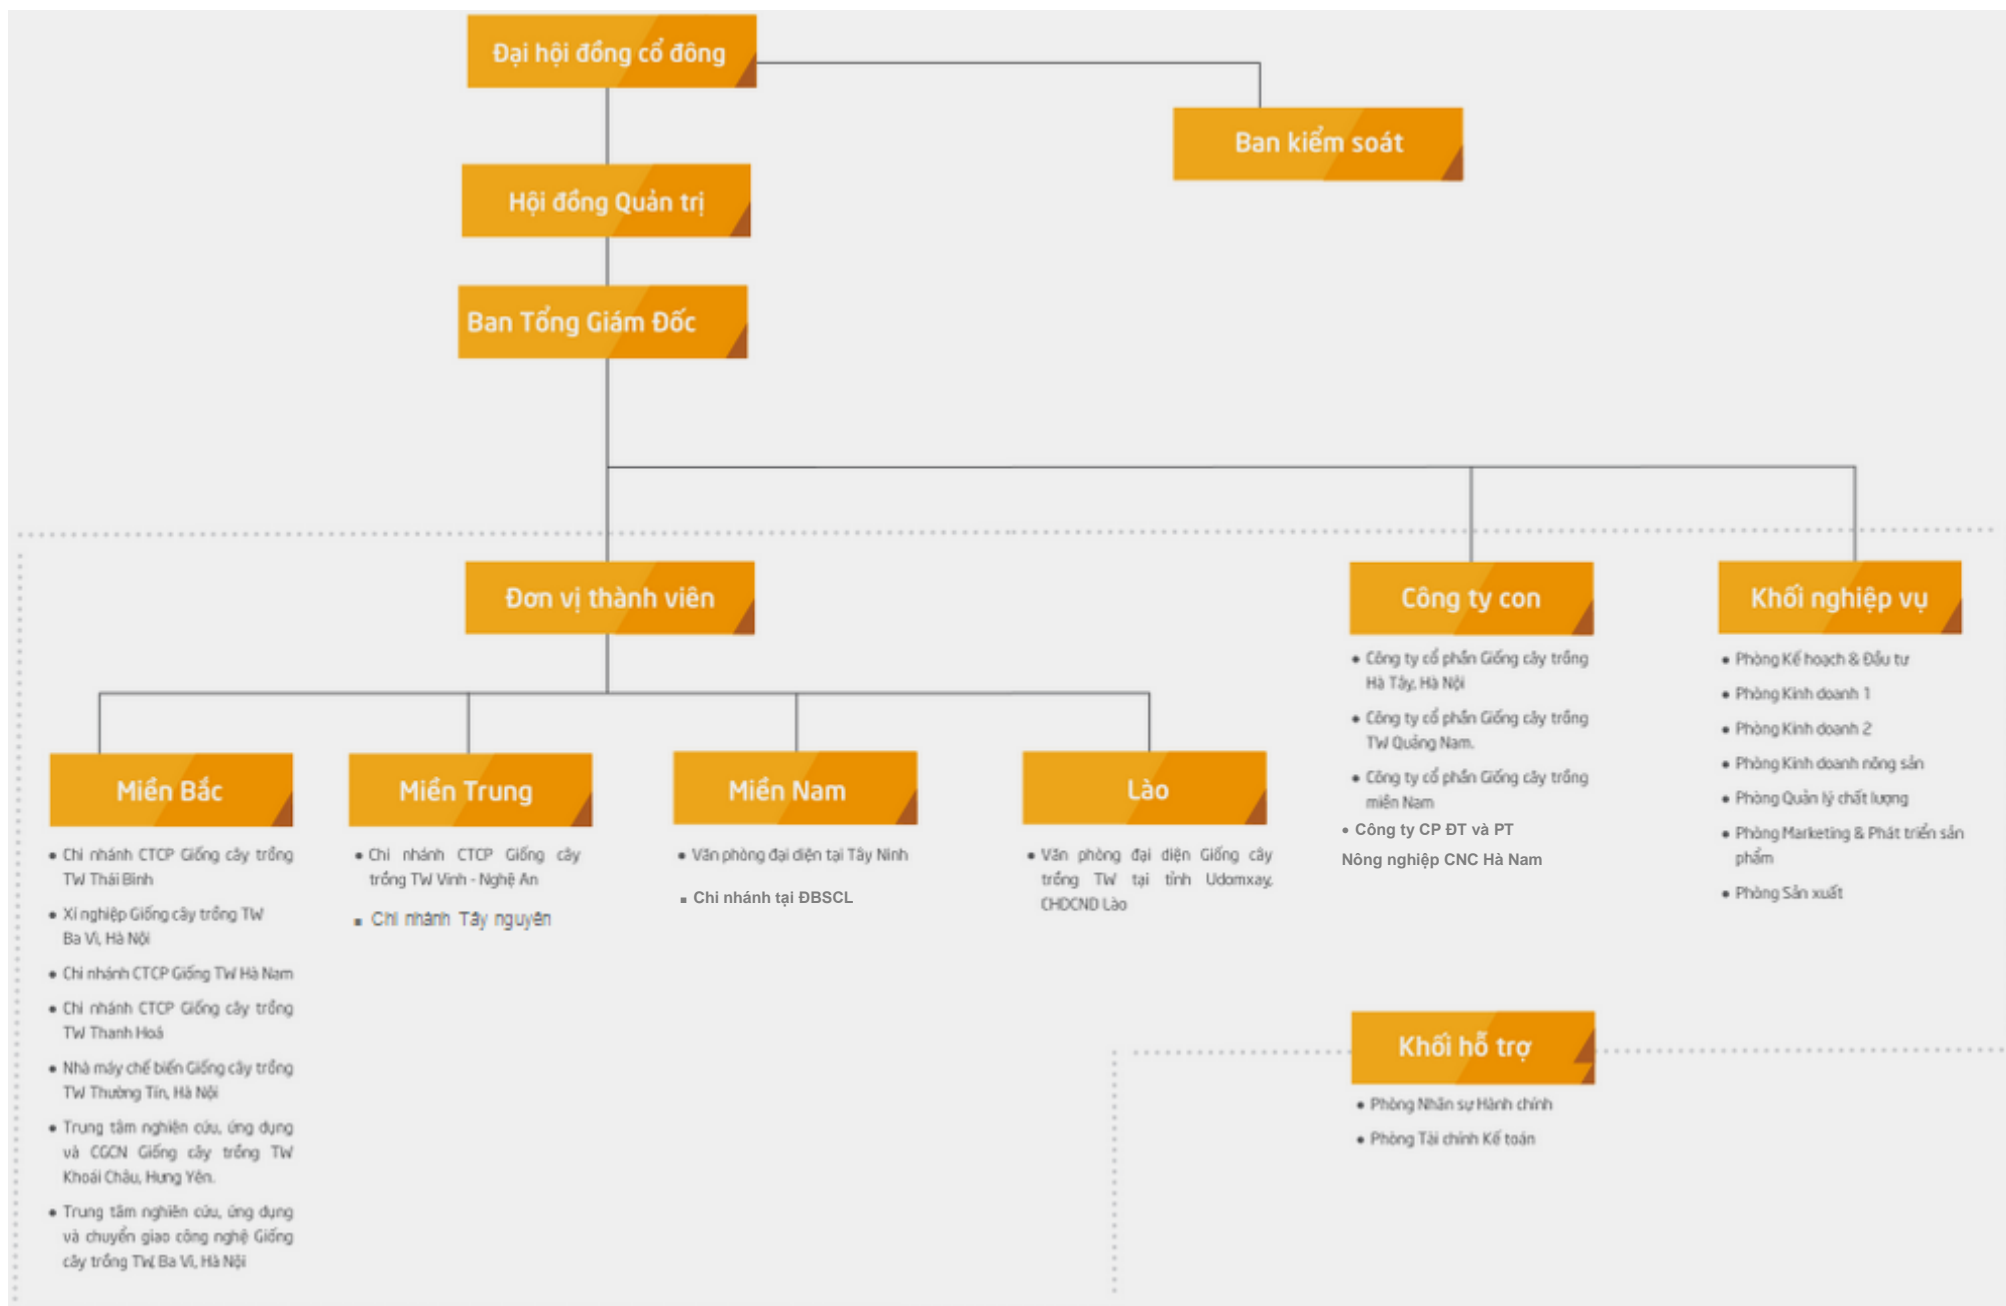 Đại hội đồng cổ đông
Ban kiểm soát
Hội đồng Quản trị
Ban Tổng Giám Đốc
Đơn vị thành viên
Miền Bắc
• Chi nhánh CTCP Giống cây trồng
TW Thái Bình
• Xí nghiệp Giống cây trồng TW
Ba Vì, Hà Nội
• Chi nhánh CTCP Giống TW Hà Nam
• Chi nhánh CTCP Giống cây trồng
TW Thanh Hoá
• Nhà máy chế biến Giống cây trồng
TW Thường Tín, Hà Nội
• Trung tâm nghiên cứu, ứng dụng
và CGCN Giống cây trồng TW
Khoái Châu, Hưng Yên.
• Trung tâm nghiên cứu, ứng dụng
và chuyển giao công nghệ Giống
cây trồng TW, Ba Vì, Hà Nội
Miền Trung
• Chi nhánh CTCP Giống cây
trồng TW Vinh - Nghệ An
▪ Chi nhánh Tây nguyên
Miền Nam
• Văn phòng đại diện tại Tây Ninh
▪ Chi nhánh tại ĐBSCL
Lào
• Văn phòng đại diện Giống cây
trồng TW tại tỉnh Udomxay,
CHDCND Lào
Công ty con
• Công ty cổ phần Giống cây trồng
Hà Tây, Hà Nội
• Công ty cổ phần Giống cây trồng
TW Quảng Nam.
• Công ty cổ phần Giống cây trồng
miền Nam
• Công ty CP ĐT và PT
Nông nghiệp CNC Hà Nam
Khối nghiệp vụ
• Phòng Kế hoạch & Đầu tư
• Phòng Kinh doanh 1
• Phòng Kinh doanh 2
• Phòng Kinh doanh nông sản
• Phòng Quản lý chất lượng
• Phòng Marketing & Phát triển sản
phẩm
• Phòng Sản xuất
Khối hỗ trợ
• Phòng Nhân sự Hành chính
• Phòng Tài chính Kế toán